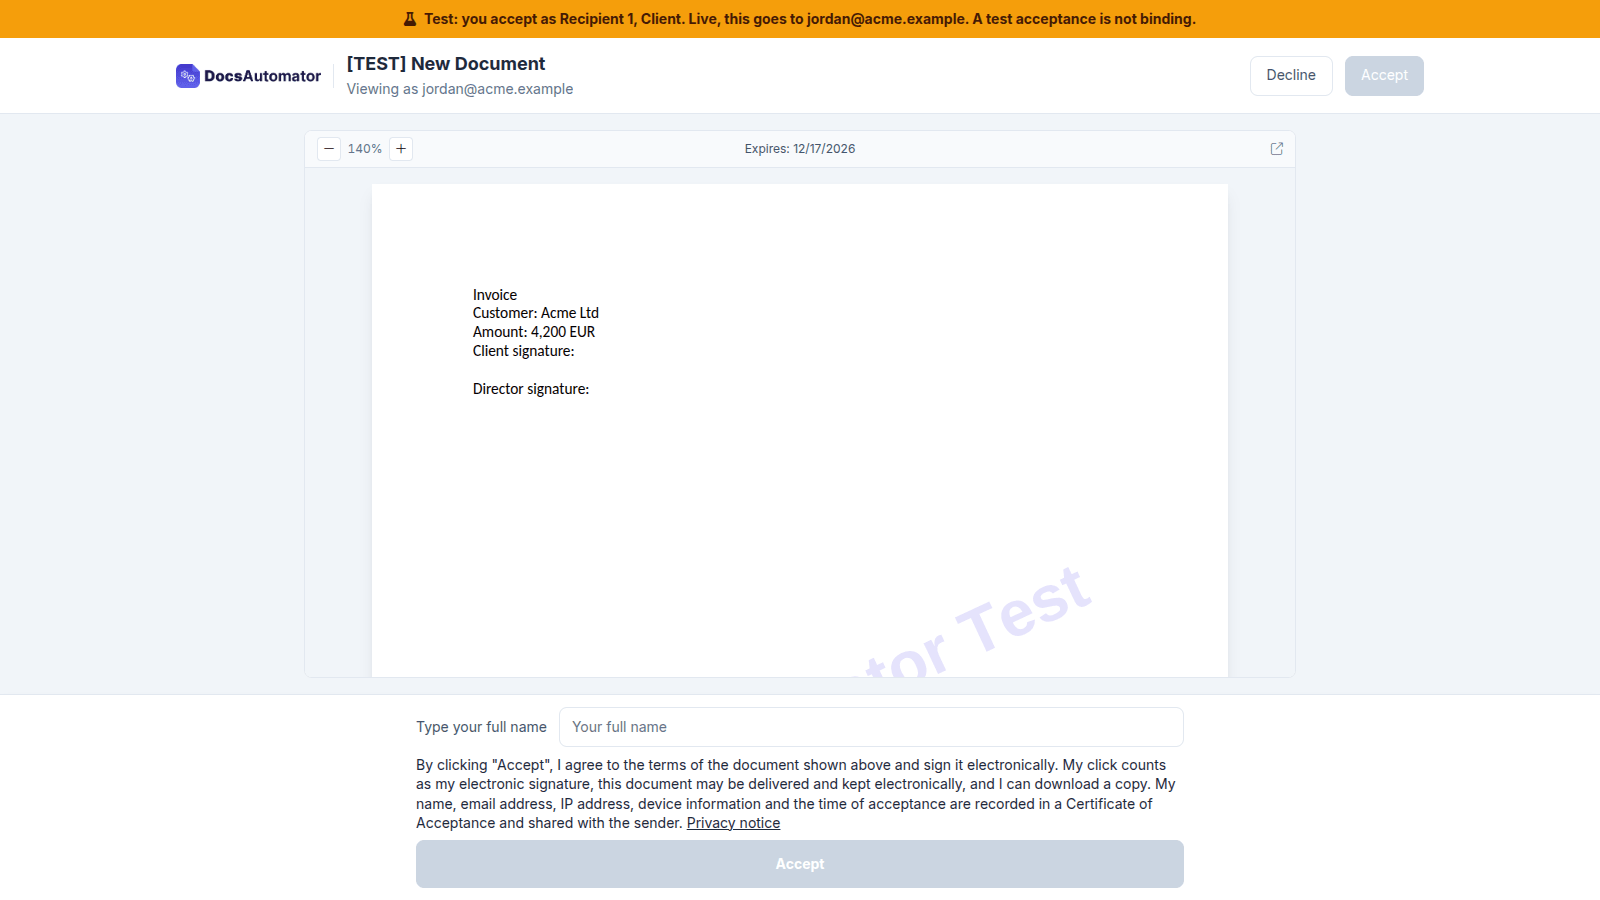 Test: you accept as Recipient 1, Client. Live, this goes to jordan@acme.example. A test acceptance is not binding.
DocsAutomator
[TEST] New Document
Viewing as jordan@acme.example
Decline
Accept
140%
Expires: 12/17/2026
Invoice
Customer: Acme Ltd
Amount: 4,200 EUR
Client signature:
Director signature:
tor Test
Type your full name
Your full name
By clicking "Accept", I agree to the terms of the document shown above and sign it electronically. My click counts
as my electronic signature, this document may be delivered and kept electronically, and I can download a copy. My
name, email address, IP address, device information and the time of acceptance are recorded in a Certificate of
Acceptance and shared with the sender. Privacy notice
Accept